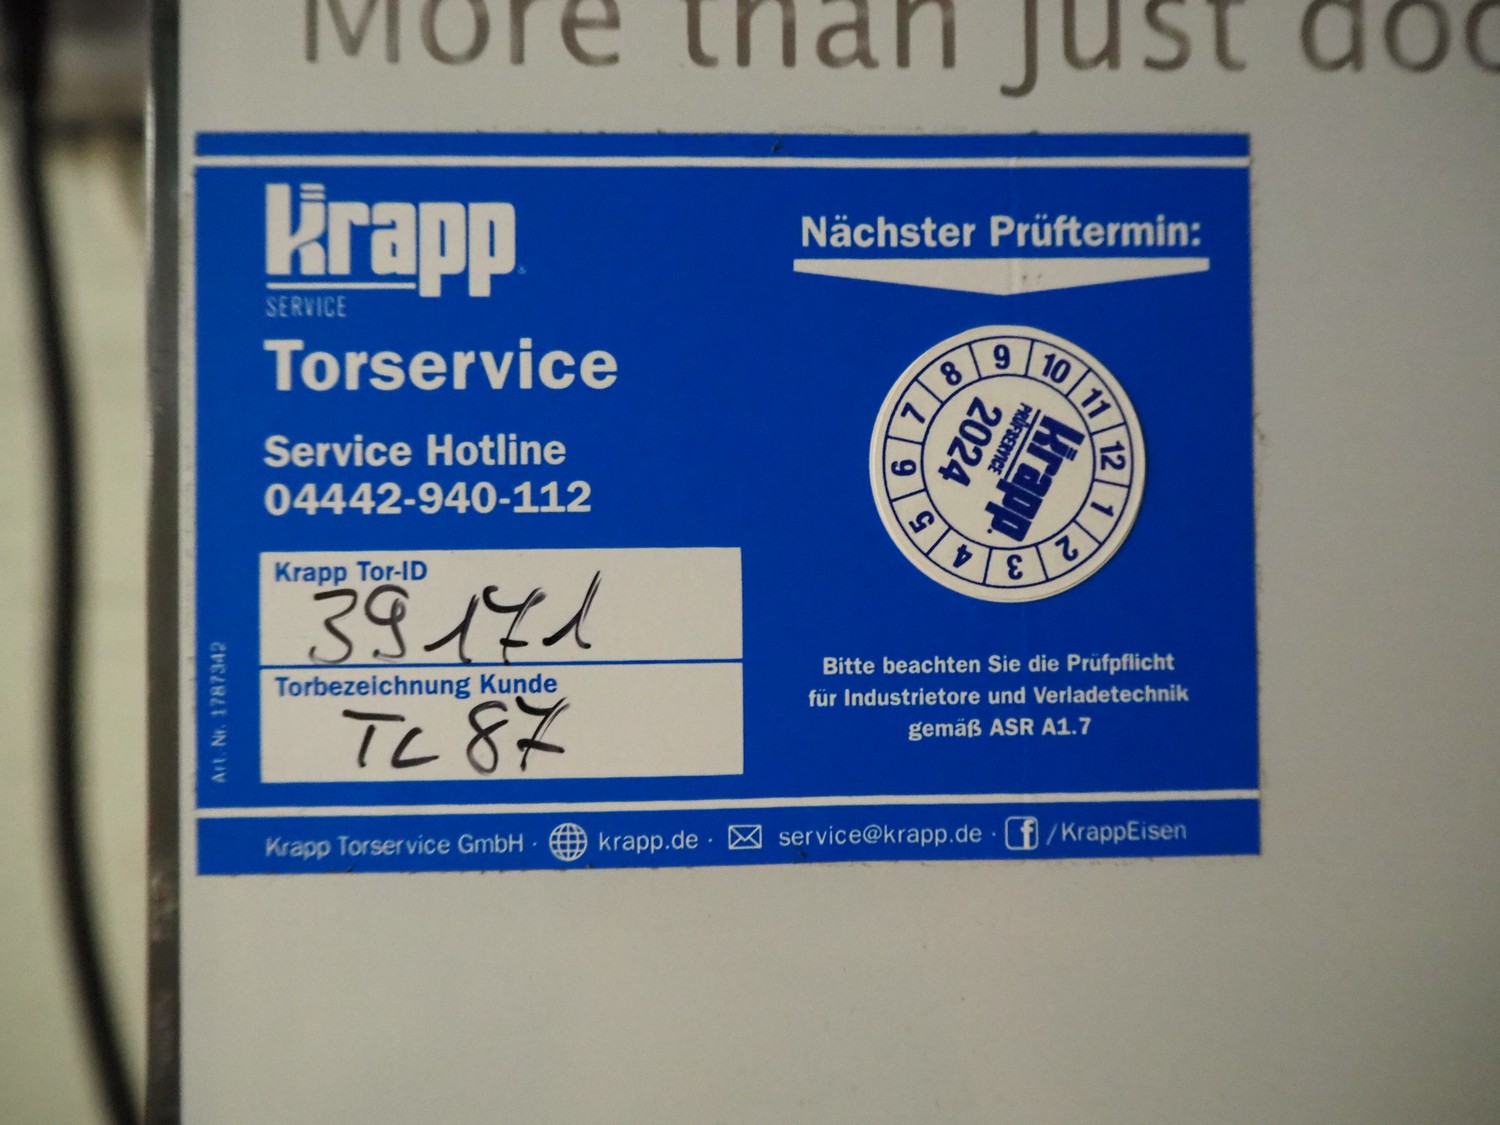 More than just doo
Krapp
SERVICE
Torservice
Service Hotline
04442-940-112
Krapp Tor-ID
39171
Torbezeichnung Kunde
TC 87
Art. Nr. 1787342
Nächster Prüftermin:
1 2 3 4 5 6 7 8 9 10 11 12
Krapp
PRÜFSERVICE
2024
Bitte beachten Sie die Prüfpflicht
für Industrietore und Verladetechnik
gemäß ASR A1.7
Krapp Torservice GmbH · krapp.de · service@krapp.de · /KrappEisen